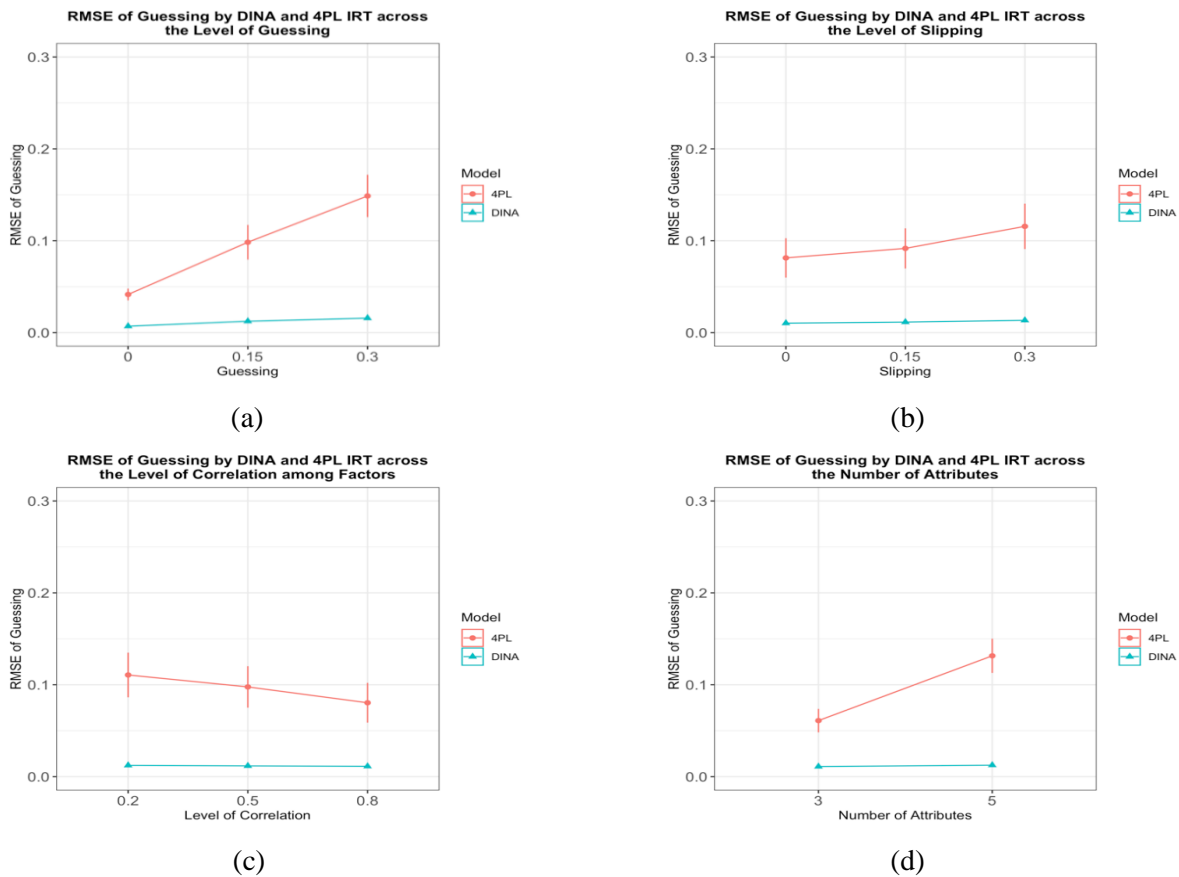 RMSE of Guessing by DINA and 4PL IRT across
the Level of Guessing
0.3
0.2
0.1
0.0
RMSE of Guessing
0
0.15
0.3
Guessing
Model
4PL
DINA
(a)
RMSE of Guessing by DINA and 4PL IRT across
the Level of Slipping
0.3
0.2
0.1
0.0
RMSE of Guessing
0
0.15
0.3
Slipping
Model
4PL
DINA
(b)
RMSE of Guessing by DINA and 4PL IRT across
the Level of Correlation among Factors
0.3
0.2
0.1
0.0
RMSE of Guessing
0.2
0.5
0.8
Level of Correlation
Model
4PL
DINA
(c)
RMSE of Guessing by DINA and 4PL IRT across
the Number of Attributes
0.3
0.2
0.1
0.0
RMSE of Guessing
3
5
Number of Attributes
Model
4PL
DINA
(d)